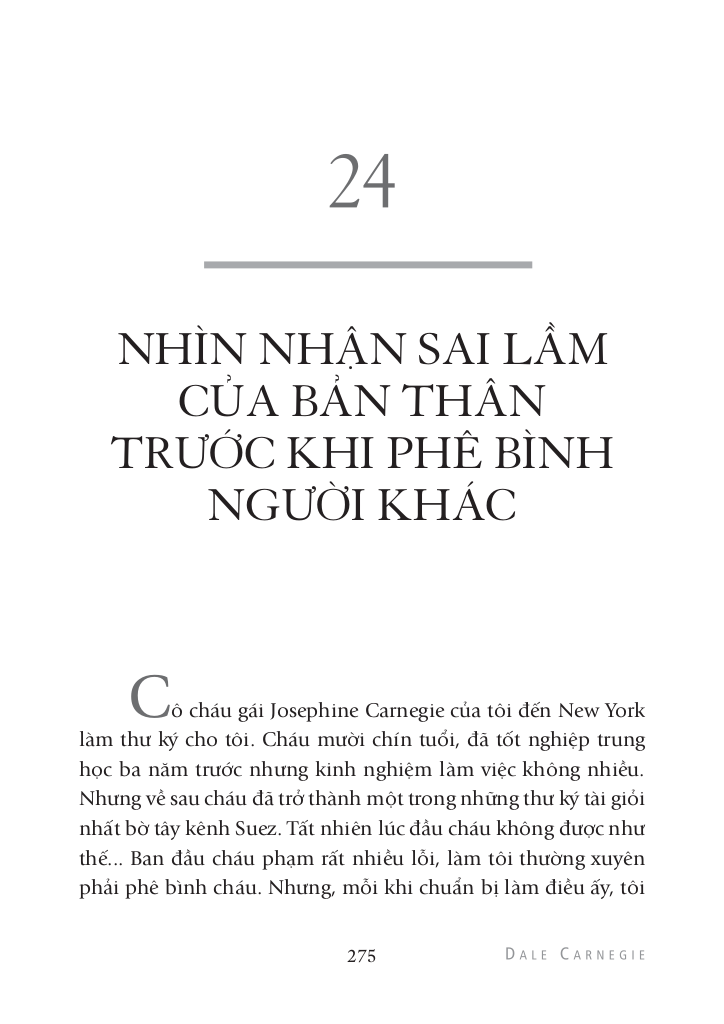 24
NHÌN NHẬN SAI LẦM
CỦA BẢN THÂN
TRƯỚC KHI PHÊ BÌNH
NGƯỜI KHÁC
Cô cháu gái Josephine Carnegie của tôi đến New York
làm thư ký cho tôi. Cháu mười chín tuổi, đã tốt nghiệp trung
học ba năm trước nhưng kinh nghiệm làm việc không nhiều.
Nhưng về sau cháu đã trở thành một trong những thư ký tài giỏi
nhất bờ tây kênh Suez. Tất nhiên lúc đầu cháu không được như
thế... Ban đầu cháu phạm rất nhiều lỗi, làm tôi thường xuyên
phải phê bình cháu. Nhưng, mỗi khi chuẩn bị làm điều ấy, tôi
275
DALE CARNEGIE